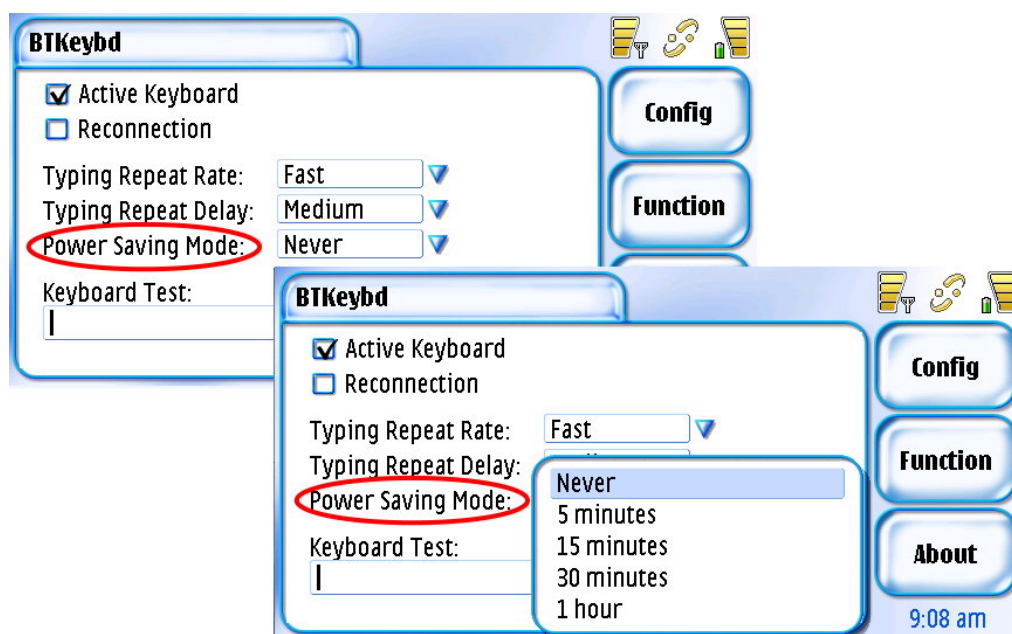 BTKeybd
Active Keyboard
Reconnection
Typing Repeat Rate: Fast
Typing Repeat Delay: Medium
Power Saving Mode: Never
Keyboard Test:
Config
Function
BTKeybd
Active Keyboard
Reconnection
Typing Repeat Rate: Fast
Typing Repeat Delay:
Power Saving Mode:
Never
5 minutes
15 minutes
30 minutes
1 hour
Keyboard Test:
Config
Function
About
9:08 am